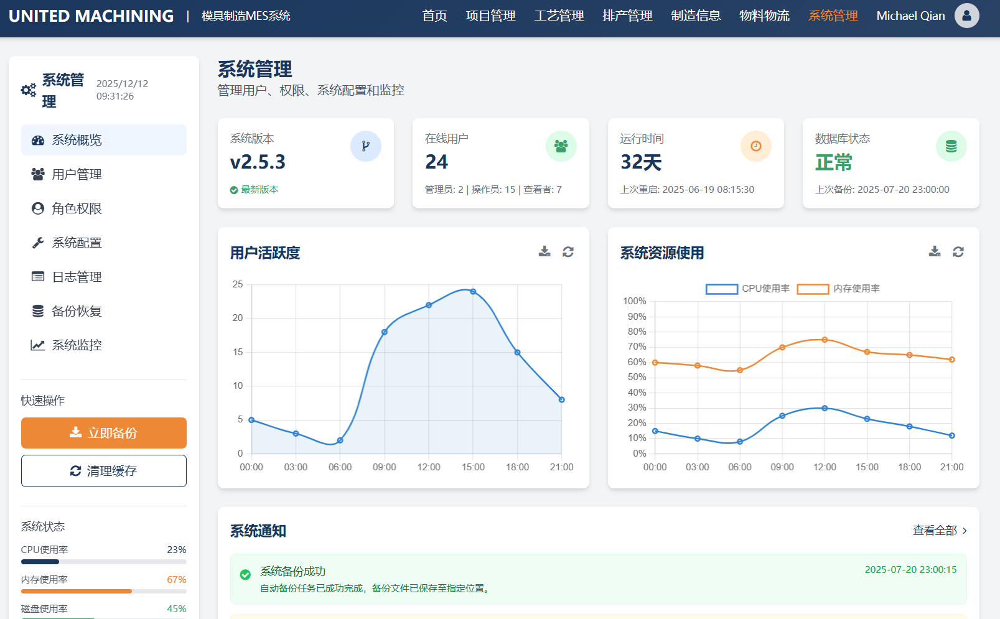 UNITED MACHINING | 模具制造MES系统 首页 项目管理 工艺管理 排产管理 制造信息 物料物流 系统管理 Michael Qian
系统管
理
2025/12/12
09:31:26
系统概览
用户管理
角色权限
系统配置
日志管理
备份恢复
系统监控
快速操作
立即备份
清理缓存
系统状态
CPU使用率 23%
内存使用率 67%
磁盘使用率 45%
系统管理
管理用户、权限、系统配置和监控
系统版本
v2.5.3
最新版本
在线用户
24
管理员: 2 | 操作员: 15 | 查看者: 7
运行时间
32天
上次重启: 2025-06-19 08:15:30
数据库状态
正常
上次备份: 2025-07-20 23:00:00
用户活跃度
25
20
15
10
5
0
00:00 03:00 06:00 09:00 12:00 15:00 18:00 21:00
系统资源使用
CPU使用率 内存使用率
100%
90%
80%
70%
60%
50%
40%
30%
20%
10%
0%
00:00 03:00 06:00 09:00 12:00 15:00 18:00 21:00
系统通知 查看全部
系统备份成功 2025-07-20 23:00:15
自动备份任务已成功完成，备份文件已保存至指定位置。